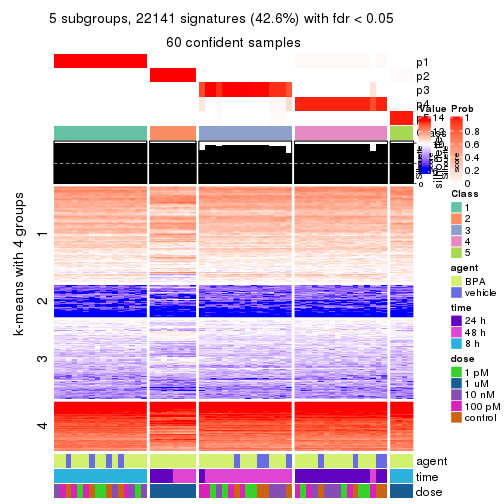 5 subgroups, 22141 signatures (42.6%) with fdr < 0.05
60 confident samples
p1
p2
p3
p4
Value
Prob
14
1
0.8
0.6
0.4
0.2
0
Silhouette
score
k-means with 4 groups
1
2
3
4
Class
1
2
3
4
5
agent
BPA
vehicle
time
24 h
48 h
8 h
dose
1 pM
1 uM
10 nM
100 pM
control
agent
time
dose